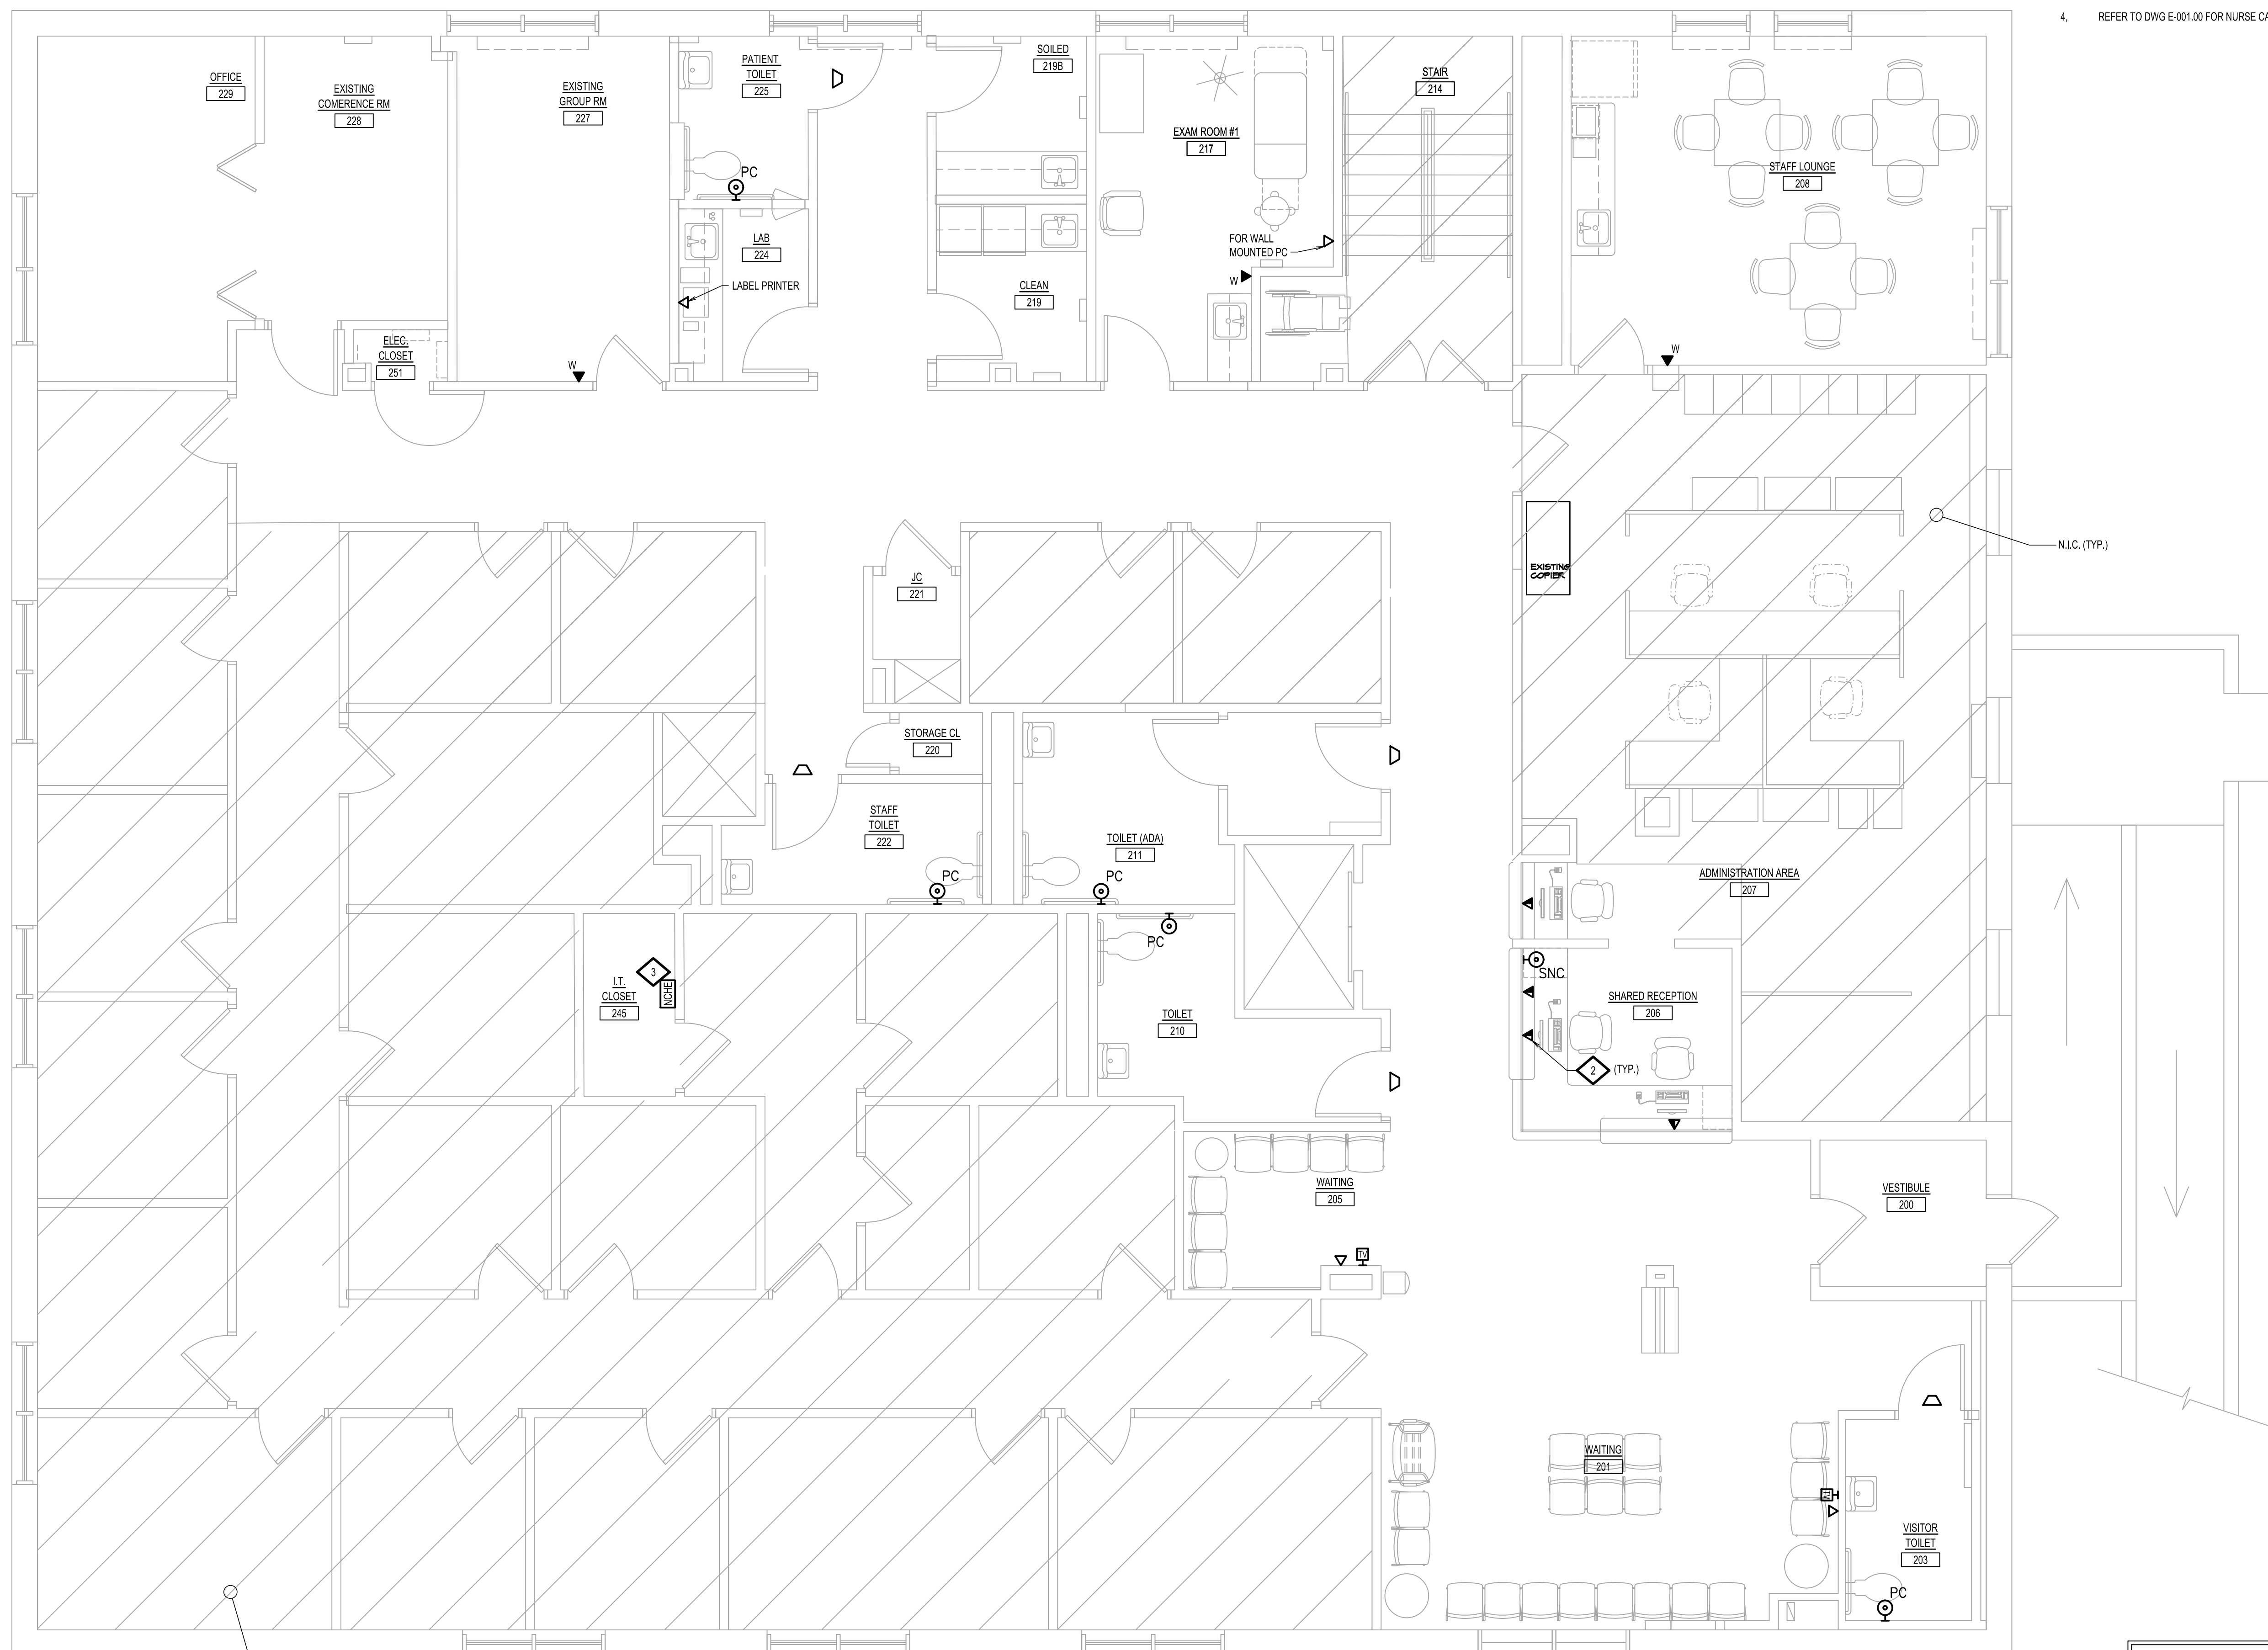 4, REFER TO DWG E-001.00 FOR NURSE CA
OFFICE
229
EXISTING
COMERENCE RM
228
EXISTING
GROUP RM
227
PATIENT
TOILET
225
SOILED
219B
STAIR
214
EXAM ROOM #1
217
STAFF LOUNGE
208
PC
LAB
224
FOR WALL
MOUNTED PC
W
LABEL PRINTER
CLEAN
219
ELEC.
CLOSET
251
W
W
N.I.C. (TYP.)
EXISTING
COPIER
JC
221
STORAGE CL
220
STAFF
TOILET
222
TOILET (ADA)
211
PC
PC
ADMINISTRATION AREA
207
PC
3
NCHE
I.T.
CLOSET
245
SNC
SHARED RECEPTION
206
TOILET
210
2
(TYP.)
WAITING
205
VESTIBULE
200
TV
WAITING
201
TV
VISITOR
TOILET
203
PC